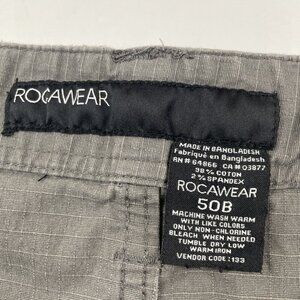 ROCAWEAR
MADE IN BANGLADESH
Fabriqué en Bangladesh
RN # 64866 CA # 03877
98% COTON
2% SPANDEX
ROCAWEAR
50B
MACHINE WASH WARM
WITH LIKE COLORS
ONLY NON-CHLORINE
BLEACH WHEN NEEDED
TUMBLE DRY LOW
WARM IRON
VENDOR CODE:133